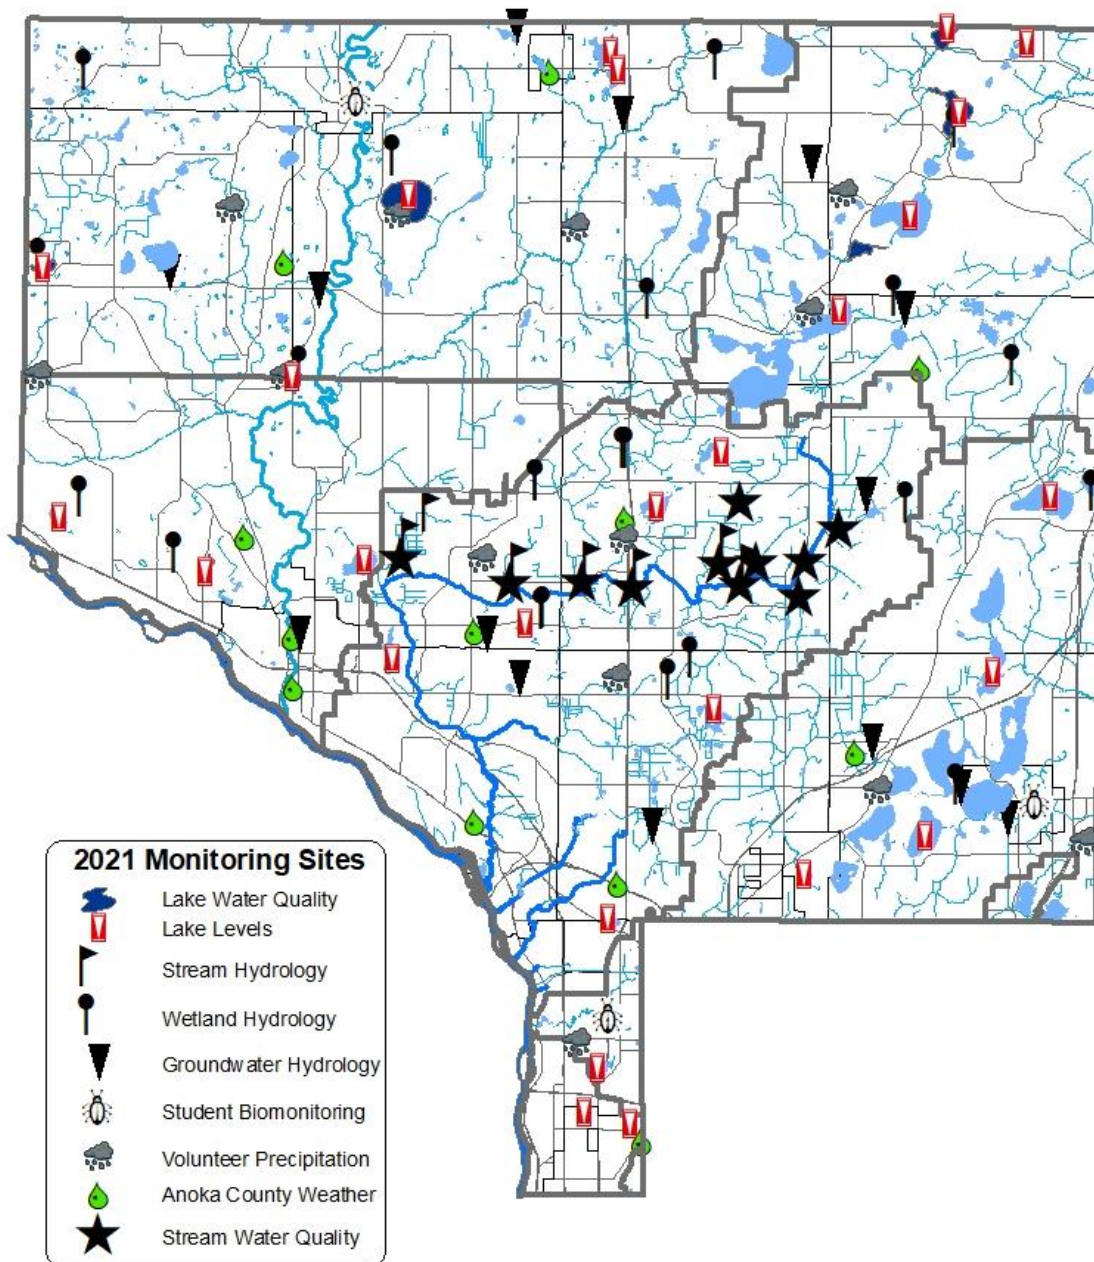 2021 Monitoring Sites
Lake Water Quality
Lake Levels
Stream Hydrology
Wetland Hydrology
Groundwater Hydrology
Student Biomonitoring
Volunteer Precipitation
Anoka County Weather
Stream Water Quality